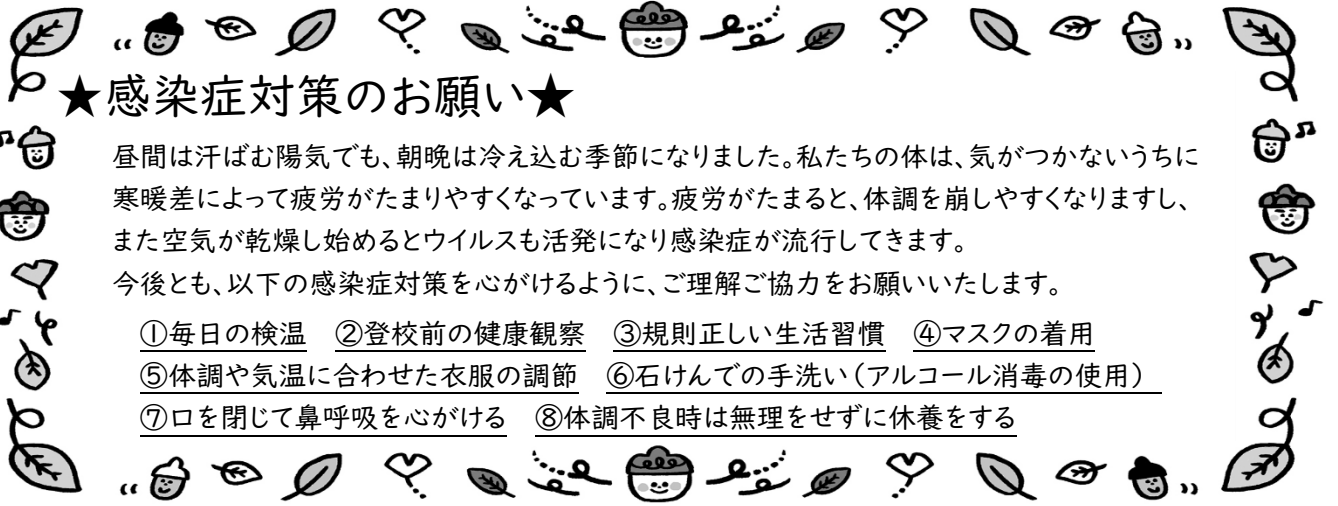 ★感染症対策のお願い★
昼間は汗ばむ陽気でも、朝晩は冷え込む季節になりました。私たちの体は、気がつかないうちに
寒暖差によって疲労がたまりやすくなっています。疲労がたまると、体調を崩しやすくなりますし、
また空気が乾燥し始めるとウイルスも活発になり感染症が流行してきます。
今後とも、以下の感染症対策を心がけるように、ご理解ご協力をお願いいたします。
①毎日の検温　②登校前の健康観察　③規則正しい生活習慣　④マスクの着用
⑤体調や気温に合わせた衣服の調節　⑥石けんでの手洗い（アルコール消毒の使用）
⑦口を閉じて鼻呼吸を心がける　⑧体調不良時は無理をせずに休養をする